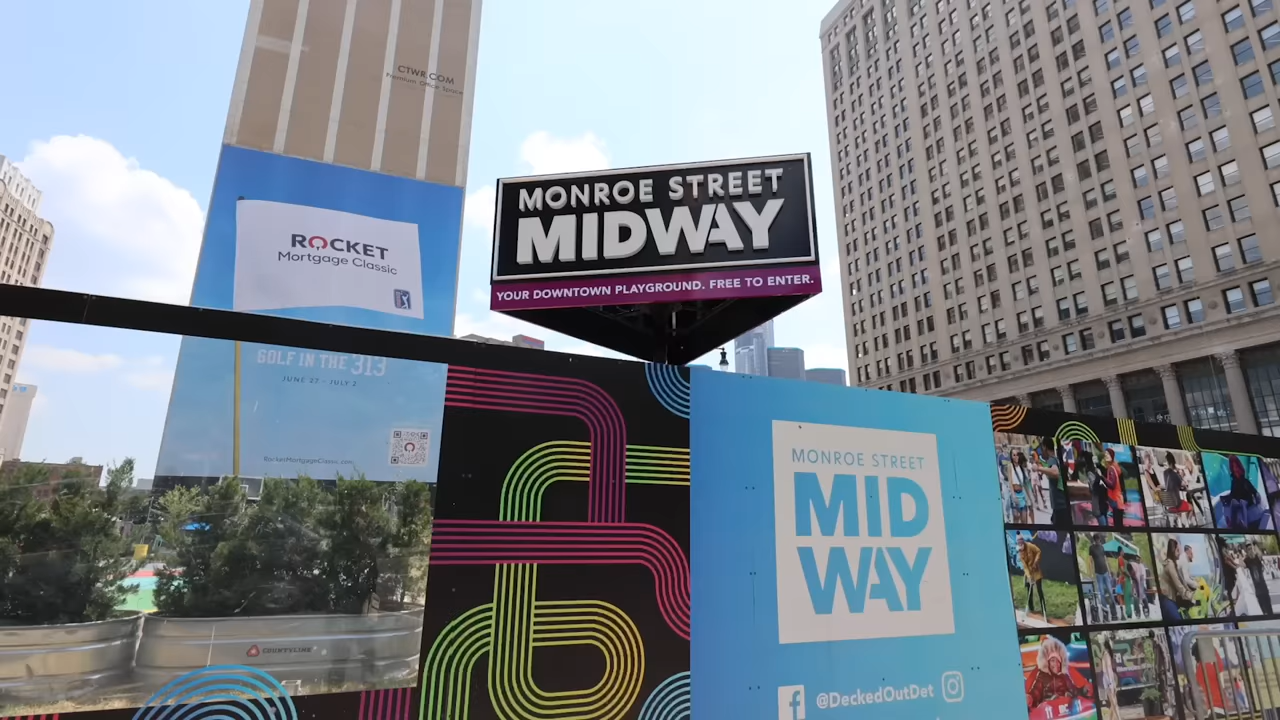 CTWR.COM
Premium Office Space
ROCKET
Mortgage Classic
MONROE STREET
MIDWAY
YOUR DOWNTOWN PLAYGROUND. FREE TO ENTER.
GOLF IN THE 313
JUNE 27 - JULY 2
RocketMortgageClassic.com
COUNTYLINE
MONROE STREET
MID
WAY
@DeckedOutDet